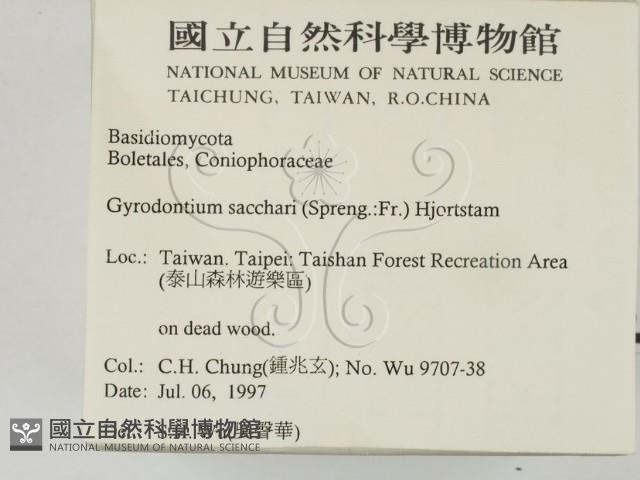 國立自然科學博物館
NATIONAL MUSEUM OF NATURAL SCIENCE
TAICHUNG, TAIWAN, R.O.CHINA
Basidiomycota
Boletales, Coniophoraceae
Gyrodontium sacchari (Spreng.:Fr.) Hjortstam
Loc.: Taiwan. Taipei: Taishan Forest Recreation Area
(泰山森林遊樂區)
on dead wood.
Col.: C.H. Chung(鍾兆玄); No. Wu 9707-38
Date: Jul. 06, 1997
聲華)
國立自然科學博物館
NATIONAL MUSEUM OF NATURAL SCIENCE